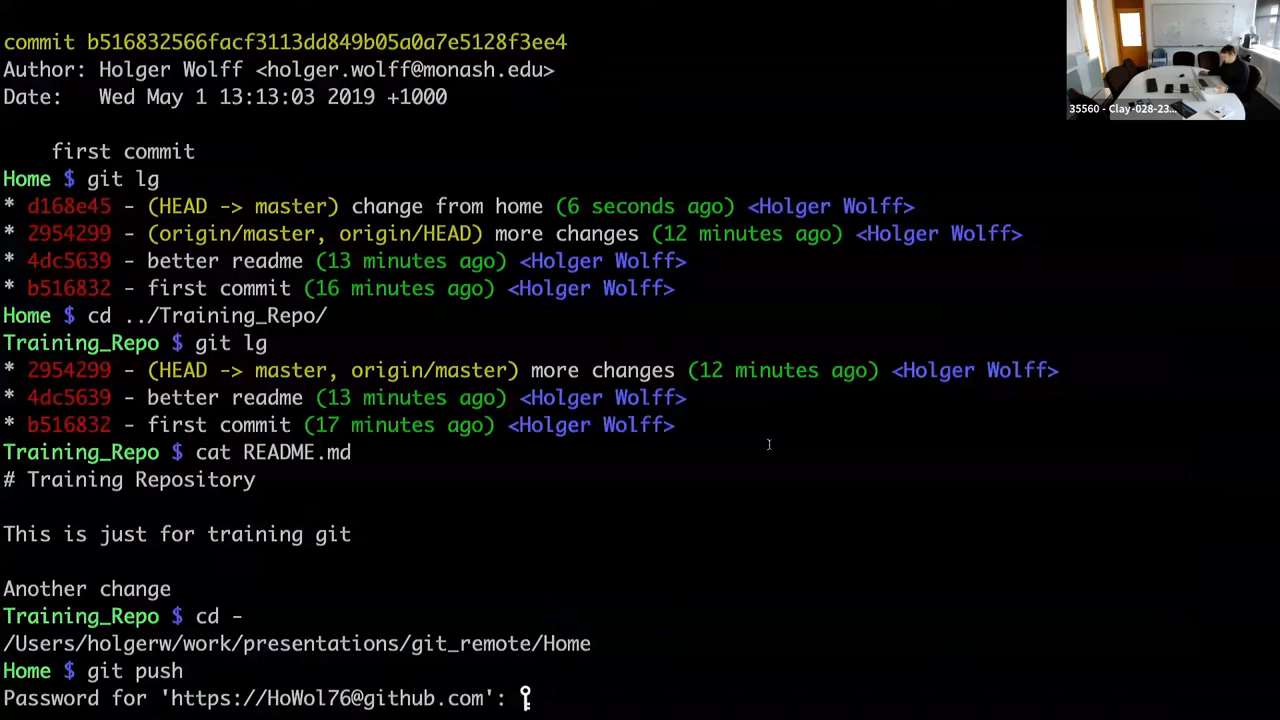 commit b516832566facf3113dd849b05a0a7e5128f3ee4
Author: Holger Wolff <holger.wolff@monash.edu>
Date:   Wed May 1 13:13:03 2019 +1000
    first commit
Home $ git lg
* d168e45 - (HEAD -> master) change from home (6 seconds ago) <Holger Wolff>
* 2954299 - (origin/master, origin/HEAD) more changes (12 minutes ago) <Holger Wolff>
* 4dc5639 - better readme (13 minutes ago) <Holger Wolff>
* b516832 - first commit (16 minutes ago) <Holger Wolff>
Home $ cd ../Training_Repo/
Training_Repo $ git lg
* 2954299 - (HEAD -> master, origin/master) more changes (12 minutes ago) <Holger Wolff>
* 4dc5639 - better readme (13 minutes ago) <Holger Wolff>
* b516832 - first commit (17 minutes ago) <Holger Wolff>
Training_Repo $ cat README.md
# Training Repository
This is just for training git
Another change
Training_Repo $ cd -
/Users/holgerw/work/presentations/git_remote/Home
Home $ git push
Password for 'https://HoWol76@github.com':
35560 - Clay-028-23...